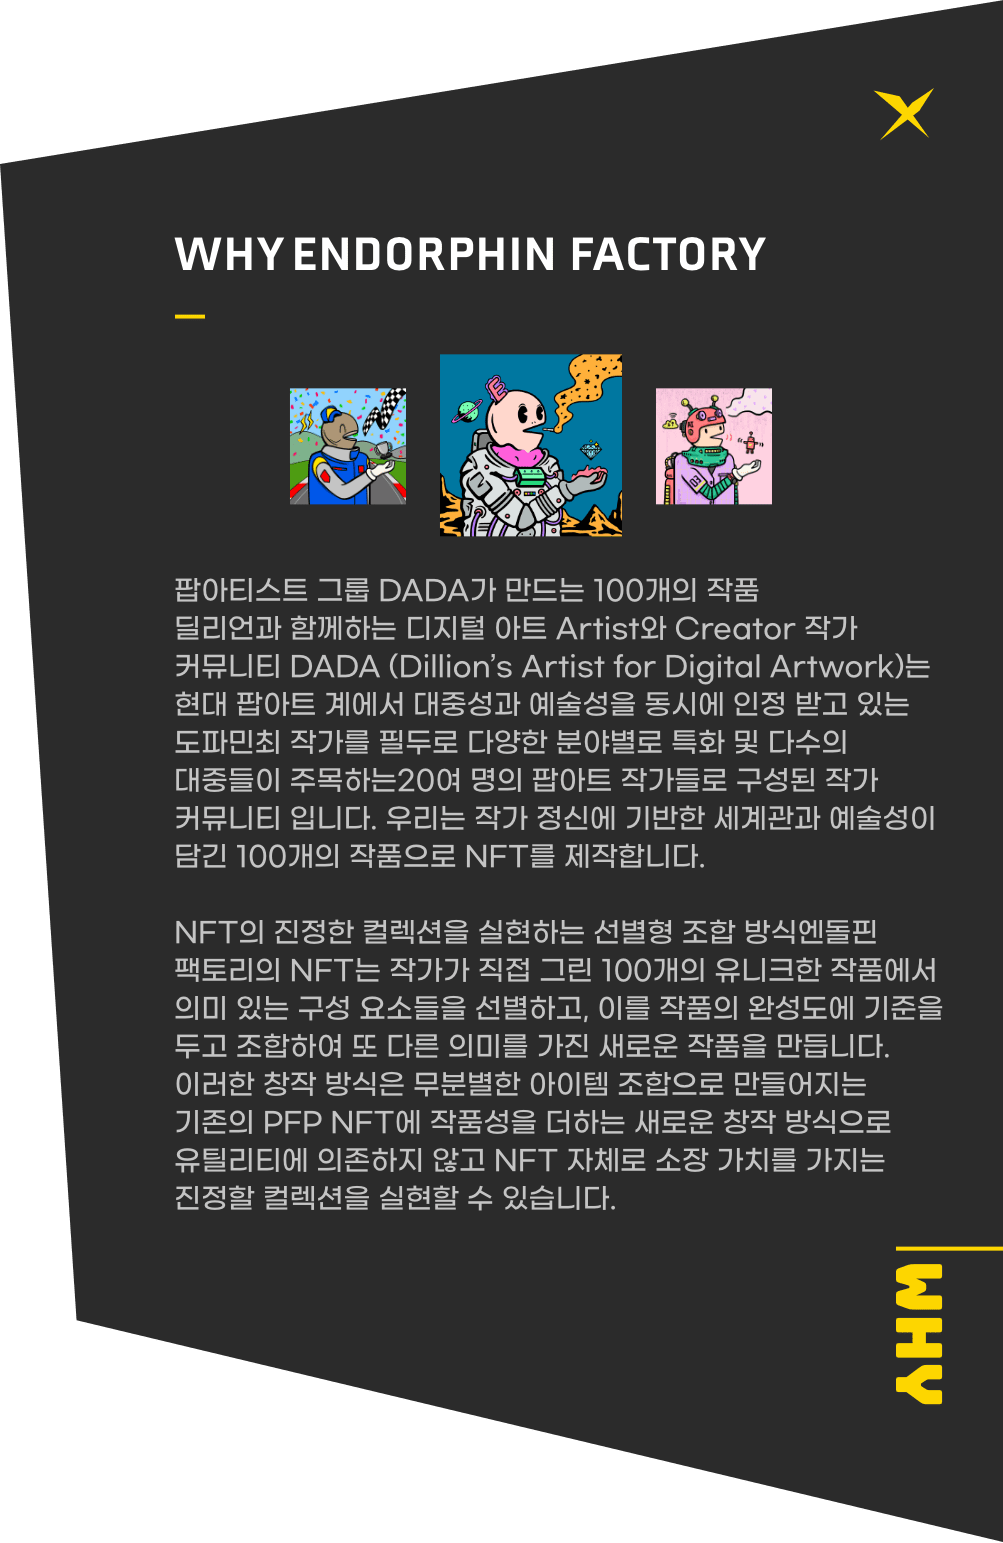 WHY ENDORPHIN FACTORY
팝아티스트 그룹 DADA가 만드는 100개의 작품
딜리언과 함께하는 디지털 아트 Artist와 Creator 작가
커뮤니티 DADA (Dillion’s Artist for Digital Artwork)는
현대 팝아트 계에서 대중성과 예술성을 동시에 인정 받고 있는
도파민최 작가를 필두로 다양한 분야별로 특화 및 다수의
대중들이 주목하는20여 명의 팝아트 작가들로 구성된 작가
커뮤니티 입니다. 우리는 작가 정신에 기반한 세계관과 예술성이
담긴 100개의 작품으로 NFT를 제작합니다.
NFT의 진정한 컬렉션을 실현하는 선별형 조합 방식엔돌핀
팩토리의 NFT는 작가가 직접 그린 100개의 유니크한 작품에서
의미 있는 구성 요소들을 선별하고, 이를 작품의 완성도에 기준을
두고 조합하여 또 다른 의미를 가진 새로운 작품을 만듭니다.
이러한 창작 방식은 무분별한 아이템 조합으로 만들어지는
기존의 PFP NFT에 작품성을 더하는 새로운 창작 방식으로
유틸리티에 의존하지 않고 NFT 자체로 소장 가치를 가지는
진정할 컬렉션을 실현할 수 있습니다.
WHY